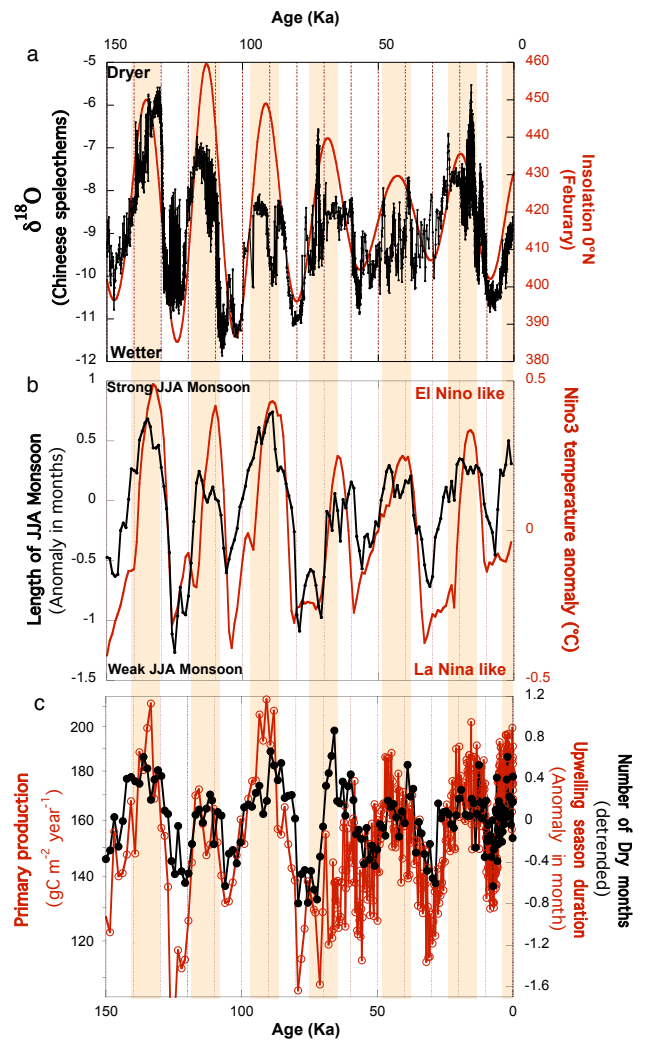 Age (Ka)
150
100
50
0
a
-5
-6
-7
-8
-9
-10
-11
-12
δ18O
(Chineese speleothems)
Dryer
Wetter
460
450
440
430
420
410
400
390
380
Insolation 0°N
(Feburary)
b
1
0.5
0
-0.5
-1
-1.5
Length of JJA Monsoon
(Anomaly in months)
Strong JJA Monsoon
El Nino like
Weak JJA Monsoon
La Nina like
0.5
0
-0.5
Nino3 temperature anomaly (°C)
c
200
180
160
140
120
Primary production
(gC m-2 year-1)
1.2
0.8
0.4
0
-0.4
-0.8
-1.2
-1.6
Upwelling season duration
(Anomaly in month)
Number of Dry months
(detrended)
150
100
50
0
Age (Ka)